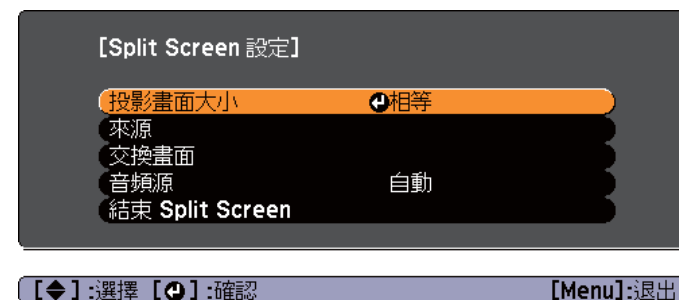 [Split Screen 設定]
投影畫面大小 相等
來源
交換畫面
音頻源 自動
結束 Split Screen
[◆]:選擇 [↵]:確認 [Menu]:退出